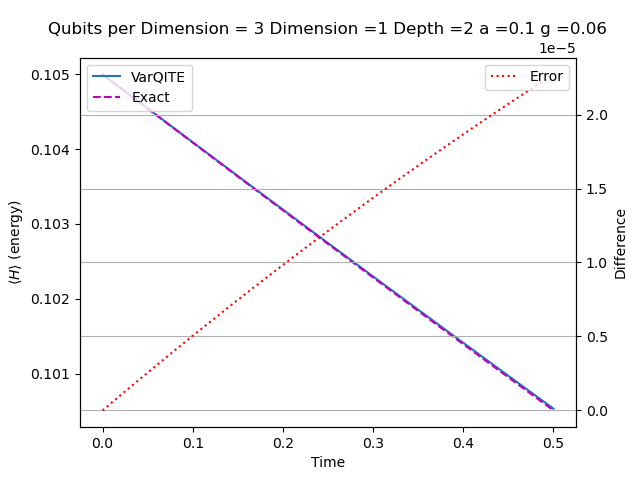 Qubits per Dimension = 3 Dimension =1 Depth =2 a =0.1 g =0.06
1e−5
VarQITE
Exact
Error
0.105
0.104
0.103
0.102
0.101
⟨H⟩ (energy)
2.0
1.5
1.0
0.5
0.0
Difference
0.0 0.1 0.2 0.3 0.4 0.5
Time